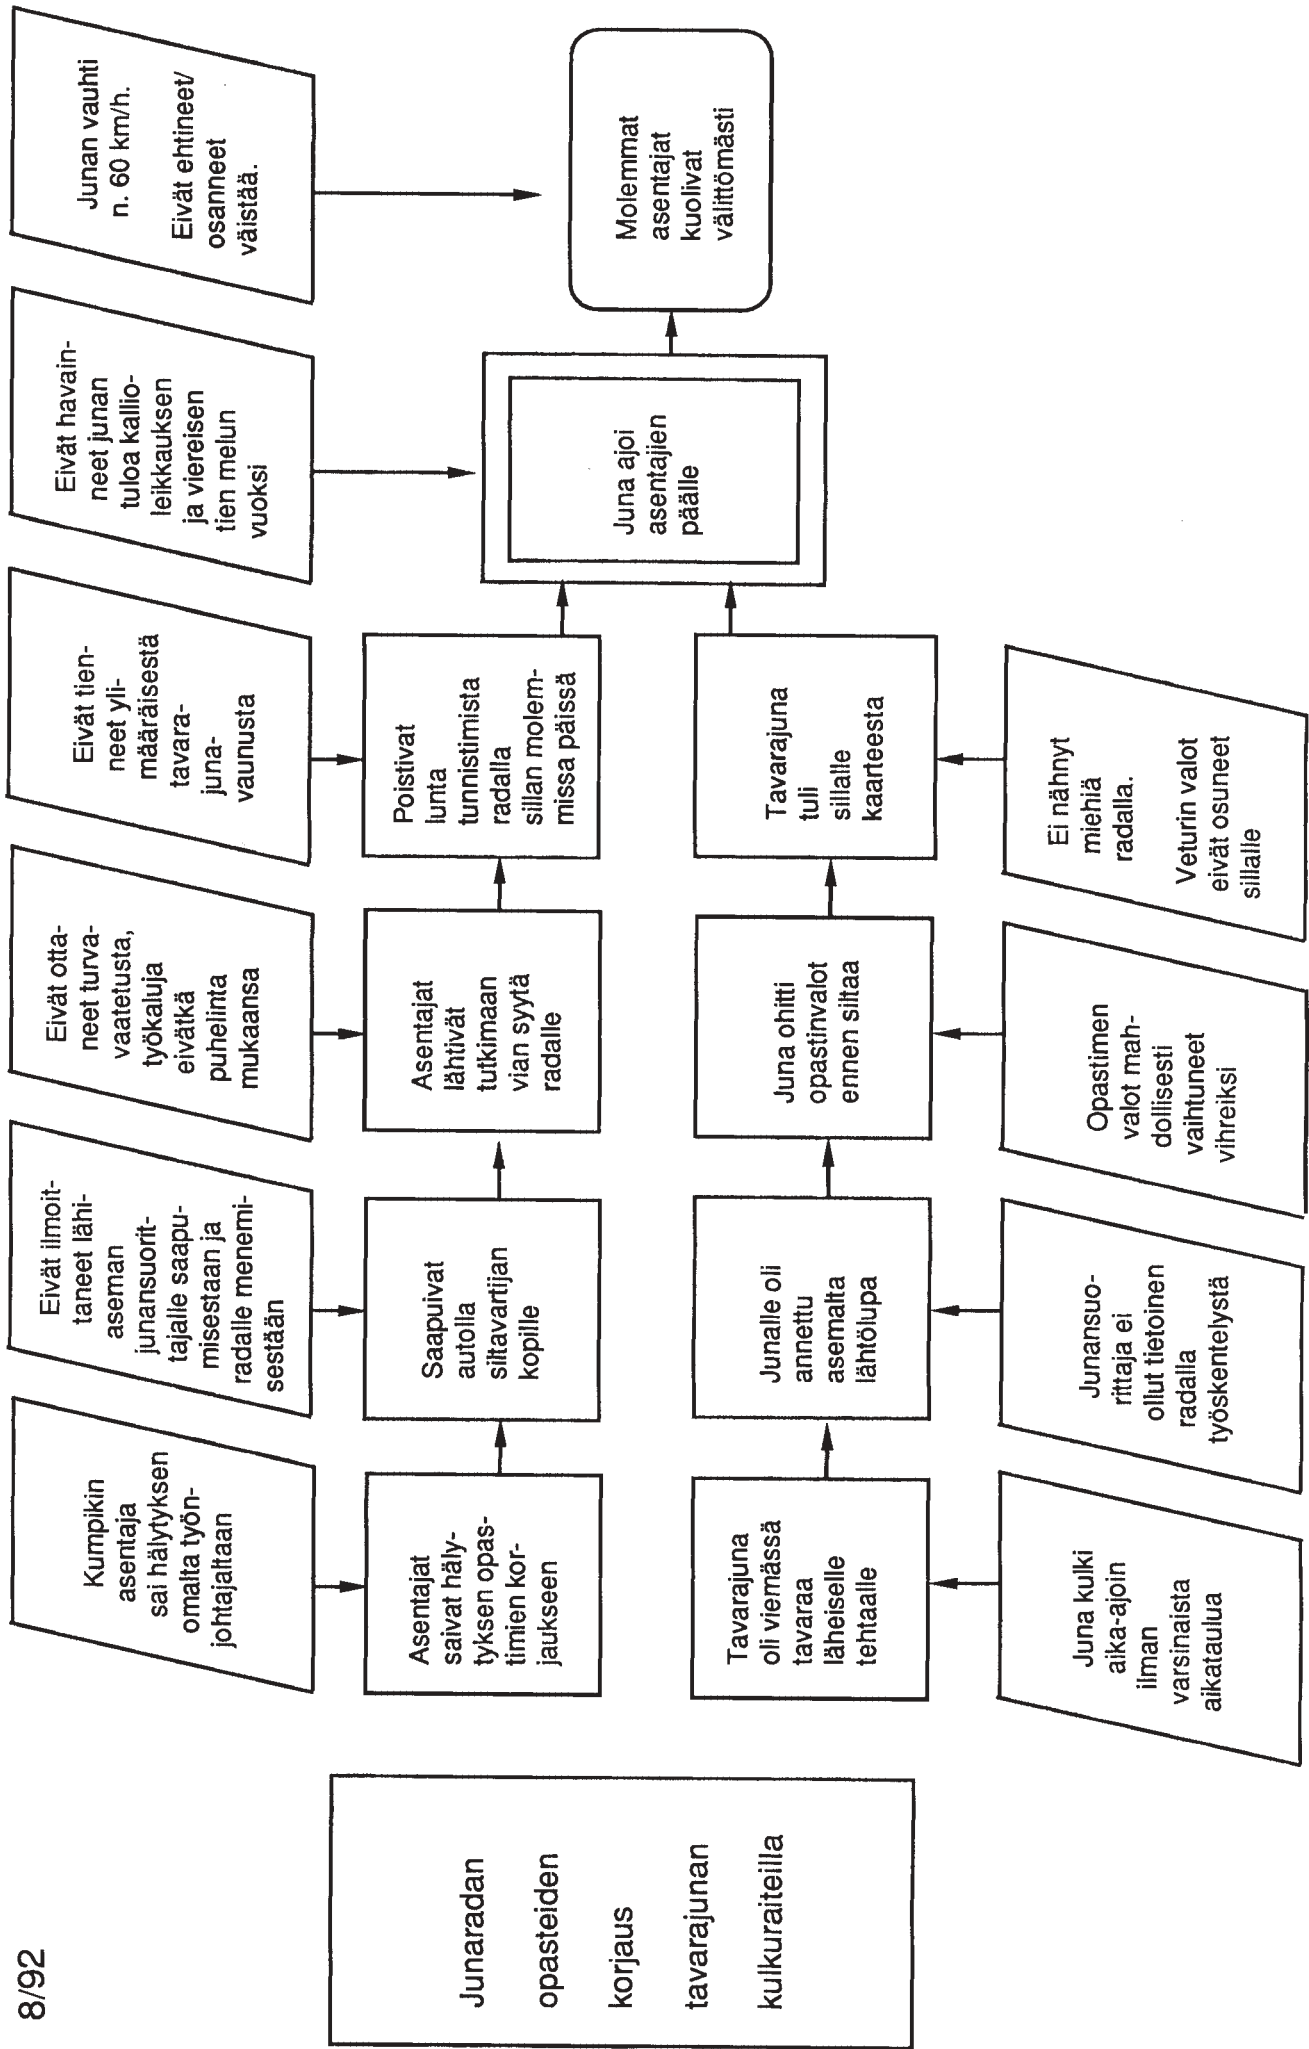 8/92
Junaradan
opasteiden
korjaus
tavarajunan
kulkuraiteilla
Kumpikin
asentaja
sai hälytyksen
omalta työn-
johtajaltaan
Eivät ilmoit-
taneet lähi-
aseman
junansuorit-
tajalle saapu-
misestaan ja
radalle menemi-
sestään
Eivät otta-
neet turva-
vaatetusta,
työkaluja
eivätkä
puhelinta
mukaansa
Eivät tien-
neet yli-
määräisestä
tavara-
juna-
vaunusta
Eivät havain-
neet junan
tuloa kallio-
leikkauksen
ja viereisen
tien melun
vuoksi
Junan vauhti
n. 60 km/h.
Eivät ehtineet/
osanneet
väistää.
Asentajat
saivat häly-
tyksen opas-
timien kor-
jaukseen
Saapuivat
autolla
siltavartijan
kopille
Asentajat
lähtivät
tutkimaan
vian syytä
radalle
Poistivat
lunta
tunnistimista
radalla
sillan molem-
missa päissä
Juna ajoi
asentajien
päälle
Molemmat
asentajat
kuolivat
välittömästi
Tavarajuna
oli viemässä
tavaraa
läheiselle
tehtaalle
Junalle oli
annettu
asemalta
lähtölupa
Juna ohitti
opastinvalot
ennen siltaa
Tavarajuna
tuli
sillalle
kaarteesta
Juna kulki
aika-ajoin
ilman
varsinaista
aikataulua
Junansuo-
rittaja ei
ollut tietoinen
radalla
työskentelystä
Opastimen
valot mah-
dollisesti
vaihtuneet
vihreiksi
Ei nähnyt
miehiä
radalla.
Veturin valot
eivät osuneet
sillalle